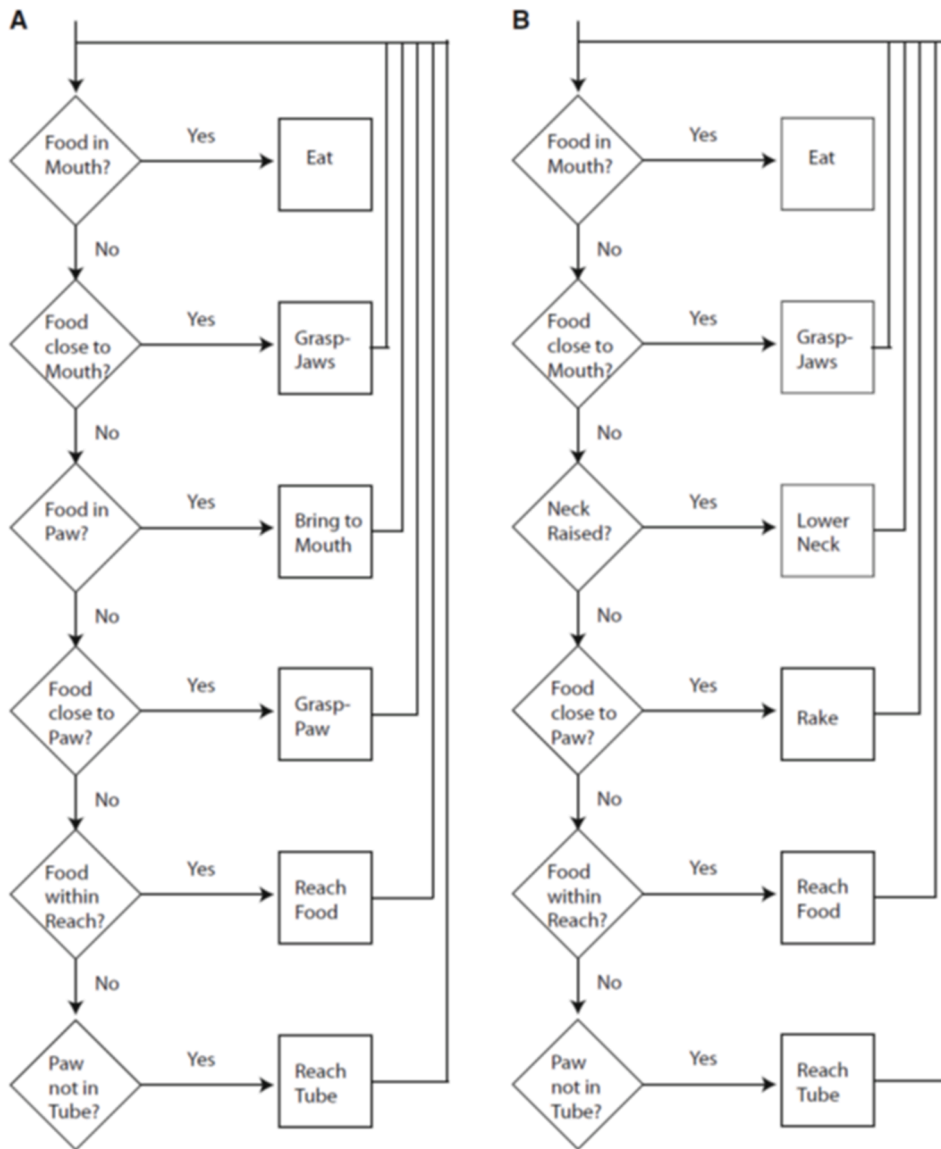 A
Food in
Mouth?
Yes
Eat
No
Food
close to
Mouth?
Yes
Grasp-
Jaws
No
Food in
Paw?
Yes
Bring to
Mouth
No
Food
close to
Paw?
Yes
Grasp-
Paw
No
Food
within
Reach?
Yes
Reach
Food
No
Paw
not in
Tube?
Yes
Reach
Tube
B
Food in
Mouth?
Yes
Eat
No
Food
close to
Mouth?
Yes
Grasp-
Jaws
No
Neck
Raised?
Yes
Lower
Neck
No
Food
close to
Paw?
Yes
Rake
No
Food
within
Reach?
Yes
Reach
Food
No
Paw
not in
Tube?
Yes
Reach
Tube